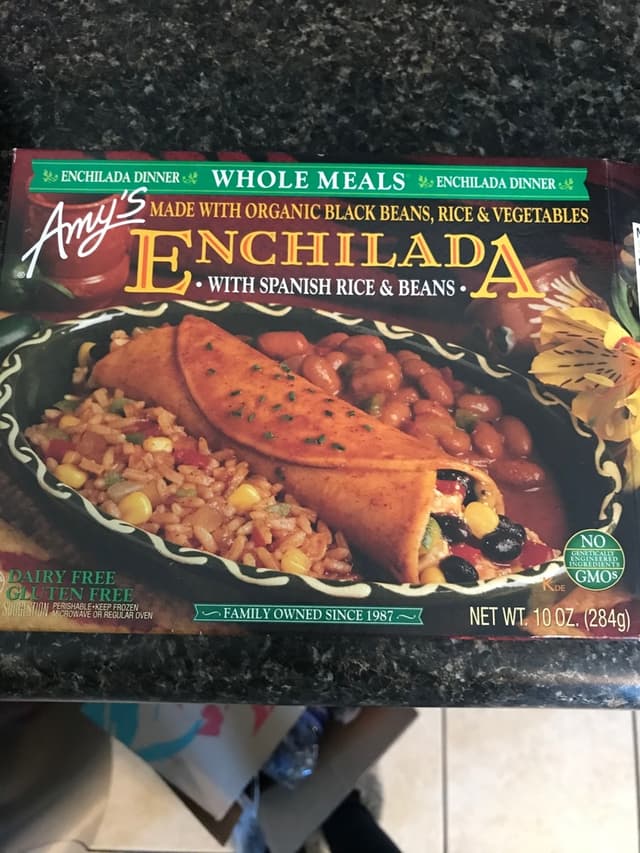 ENCHILADA DINNER WHOLE MEALS ENCHILADA DINNER
Amy's
MADE WITH ORGANIC BLACK BEANS, RICE & VEGETABLES
ENCHILADA
• WITH SPANISH RICE & BEANS •
NO
GENETICALLY
ENGINEERED
INGREDIENTS
GMOs
DAIRY FREE
GLUTEN FREE
PERISHABLE•KEEP FROZEN
MICROWAVE OR REGULAR OVEN
K DE
FAMILY OWNED SINCE 1987
NET WT. 10 OZ. (284g)